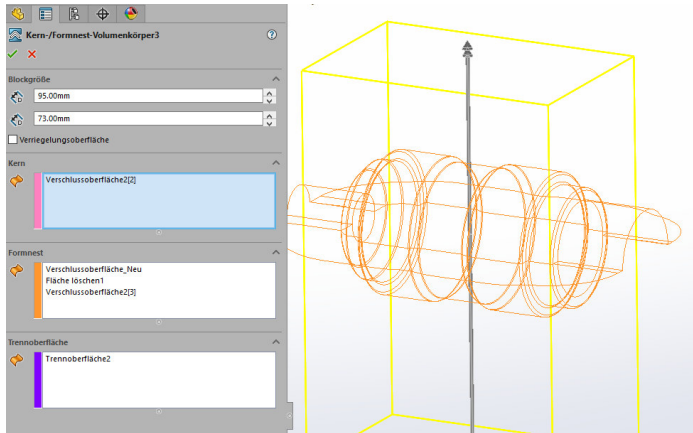 Kern-/Formnest-Volumenkörper3
Blockgröße
95.00mm
73.00mm
Verriegelungsoberfläche
Kern
Verschlussoberfläche2[2]
Formnest
Verschlussoberfläche_Neu
Fläche löschen1
Verschlussoberfläche2[3]
Trennoberfläche
Trennoberfläche2